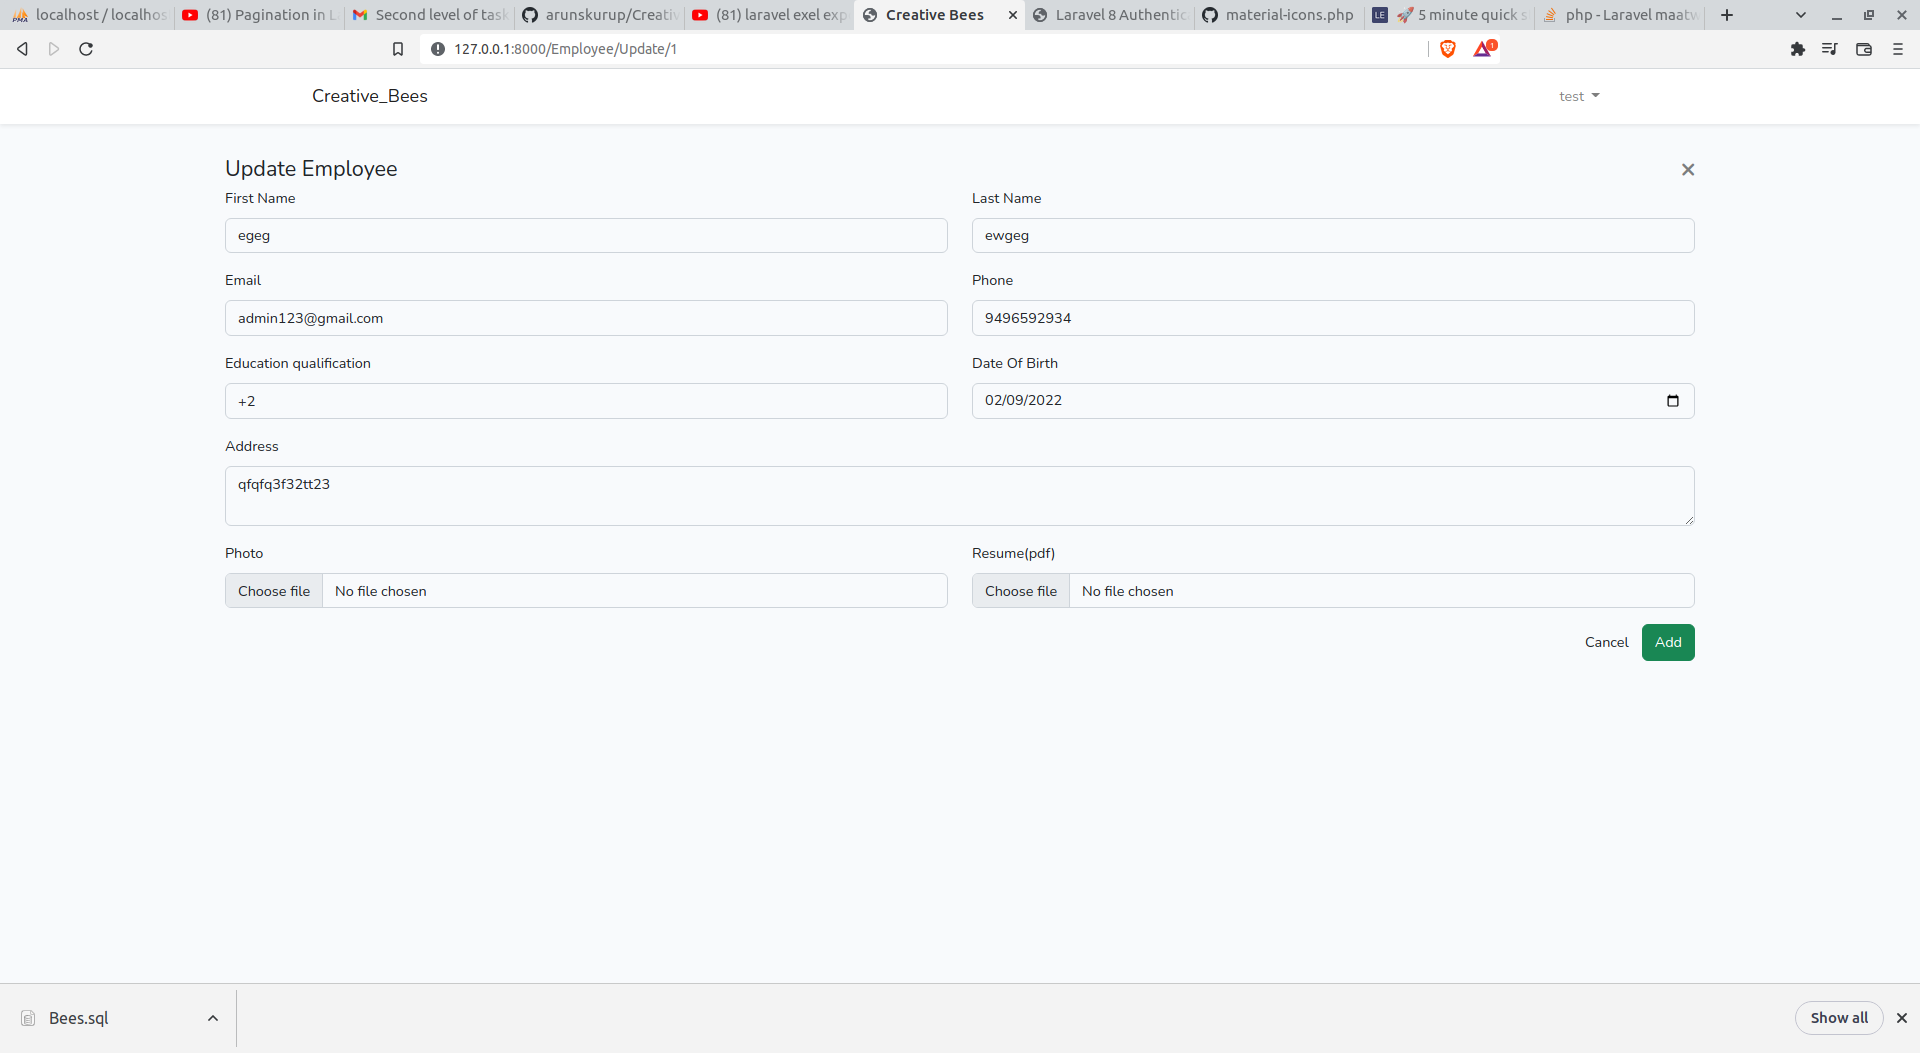 localhost / localhos
(81) Pagination in L
Second level of task
arunskurup/Creativ
(81) laravel exel exp
Creative Bees
Laravel 8 Authentic
material-icons.php
LE
5 minute quick s
php - Laravel maatw
127.0.0.1:8000/Employee/Update/1
1
Creative_Bees
test
Update Employee
First Name
Last Name
egeg
ewgeg
Email
Phone
admin123@gmail.com
9496592934
Education qualification
Date Of Birth
+2
02/09/2022
Address
qfqfq3f32tt23
Photo
Resume(pdf)
Choose file No file chosen
Choose file No file chosen
Cancel
Add
Bees.sql
Show all